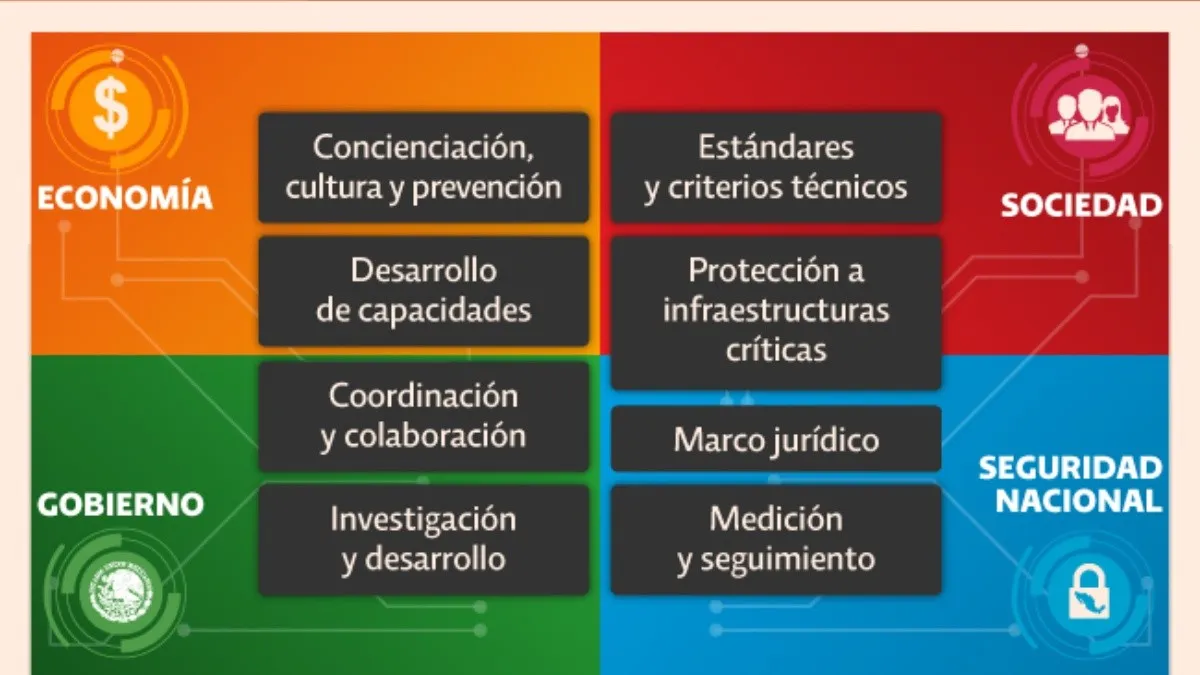 ECONOMÍA
Concienciación,
cultura y prevención
Desarrollo
de capacidades
Coordinación
y colaboración
Investigación
y desarrollo
GOBIERNO
Estándares
y criterios técnicos
Protección a
infraestructuras
críticas
Marco jurídico
Medición
y seguimiento
SOCIEDAD
SEGURIDAD
NACIONAL